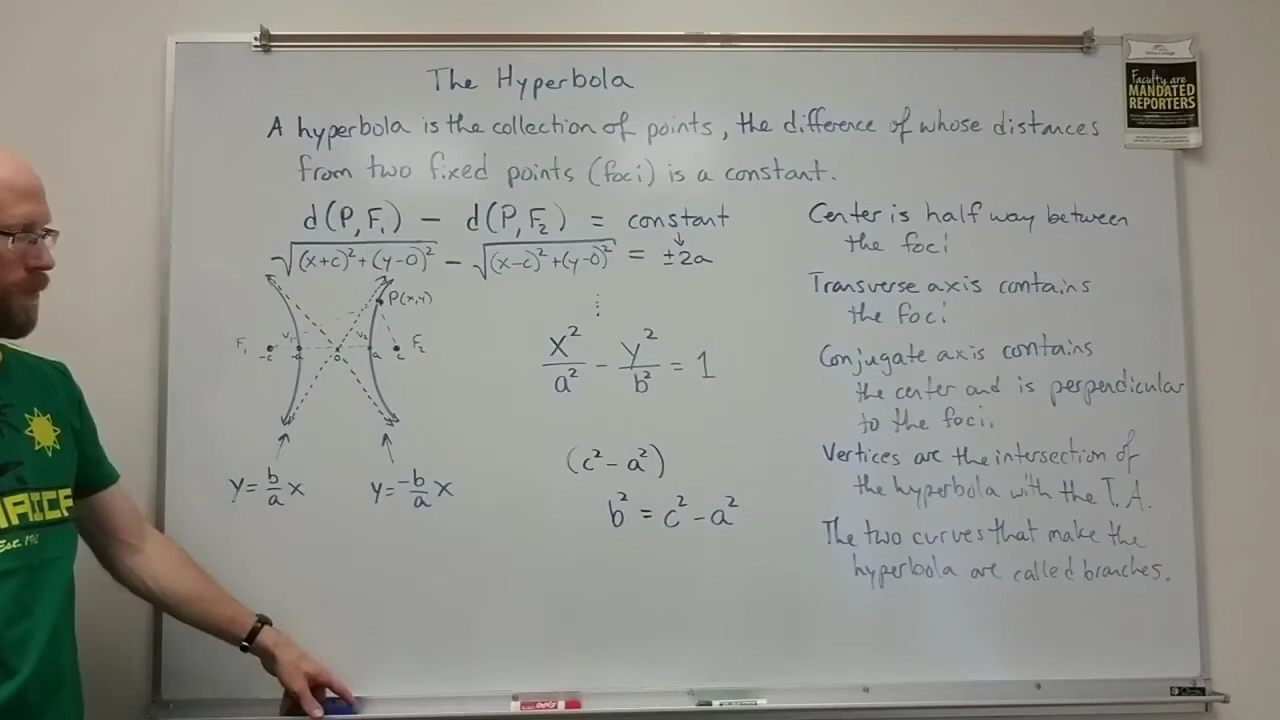 The Hyperbola
A hyperbola is the collection of points, the difference of whose distances
from two fixed points (foci) is a constant.
d(P,F₁) − d(P,F₂) = constant
↓
√((x+c)²+(y-0)²) − √((x-c)²+(y-0)²) = ±2a
P(x,y)
F₁ -c V₁ -a 0 V₂ a c F₂
⋮
x²/a² − y²/b² = 1
y = b/a x
y = -b/a x
(c² − a²)
b² = c² − a²
Center is half way between
the foci
Transverse axis contains
the foci
Conjugate axis contains
the center and is perpendicular
to the foci.
Vertices are the intersection of
the hyperbola with the T.A.
The two curves that make the
hyperbola are called branches.
Faculty are
MANDATED
REPORTERS
EXPO